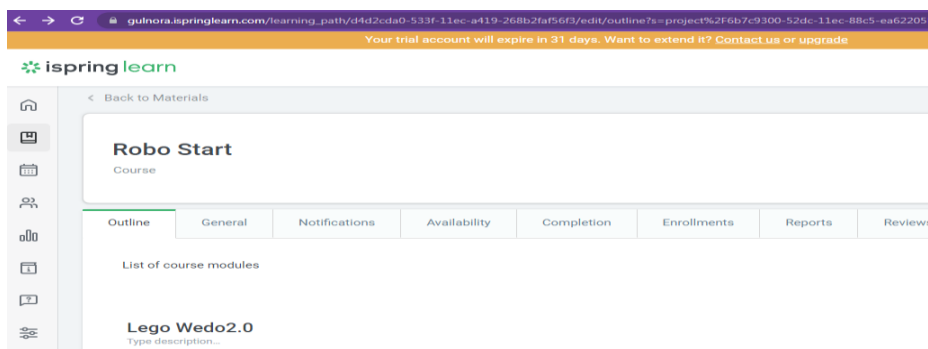 gulnora.ispringlearn.com/learning_path/d4d2cda0-533f-11ec-a419-268b2faf56f3/edit/outline?s=project%2F6b7c9300-52dc-11ec-88c5-ea62205
Your trial account will expire in 31 days. Want to extend it? Contact us or upgrade
ispring learn
< Back to Materials
Robo Start
Course
Outline General Notifications Availability Completion Enrollments Reports Reviews
List of course modules
Lego Wedo2.0
Type description...